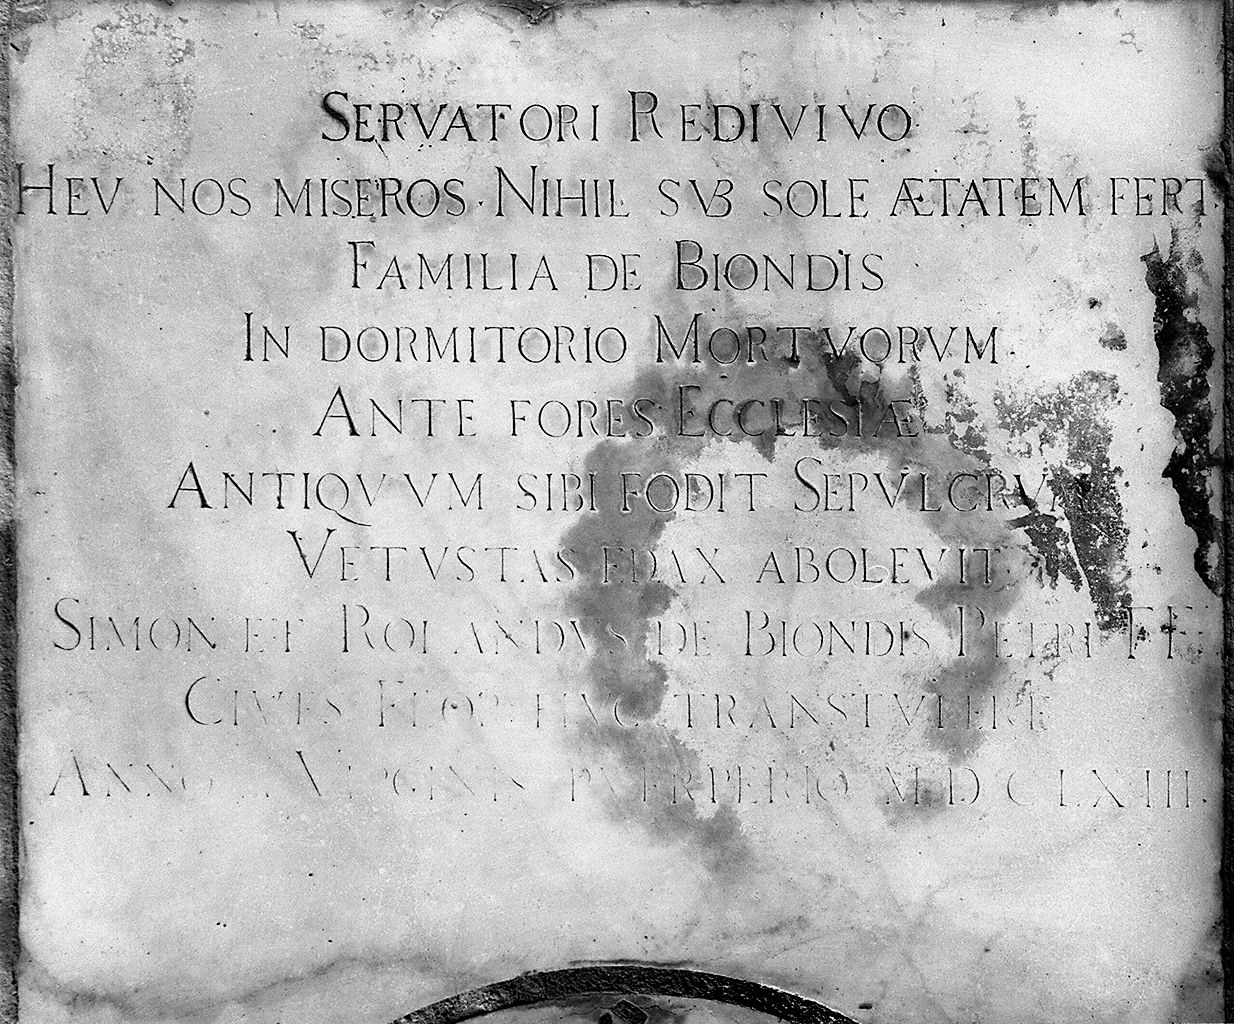 SERVATORI REDIVIVO
HEV NOS MISEROS NIHIL SVB SOLE ÆTATEM FERT
FAMILIA DE BIONDIS
IN DORMITORIO MORTVORVM
ANTE FORES ECCLESIÆ
ANTIQVVM SIBI FODIT SEPVLCRVM
VETVSTAS EDAX ABOLEVIT
SIMON ET ROLANDVS DE BIONDIS PETRI FF
CIVES FLOR HVC TRANSTVLERE
ANNO A VIRGINIS PVERPERIO MDCLXIII